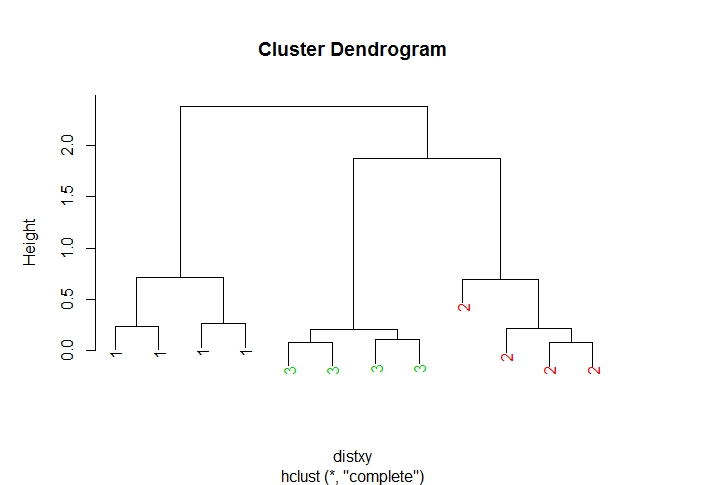 Cluster Dendrogram
Height
2.0
1.5
1.0
0.5
0.0
1 1 1 1 3 3 3 3 2 2 2 2
distxy
hclust (*, "complete")